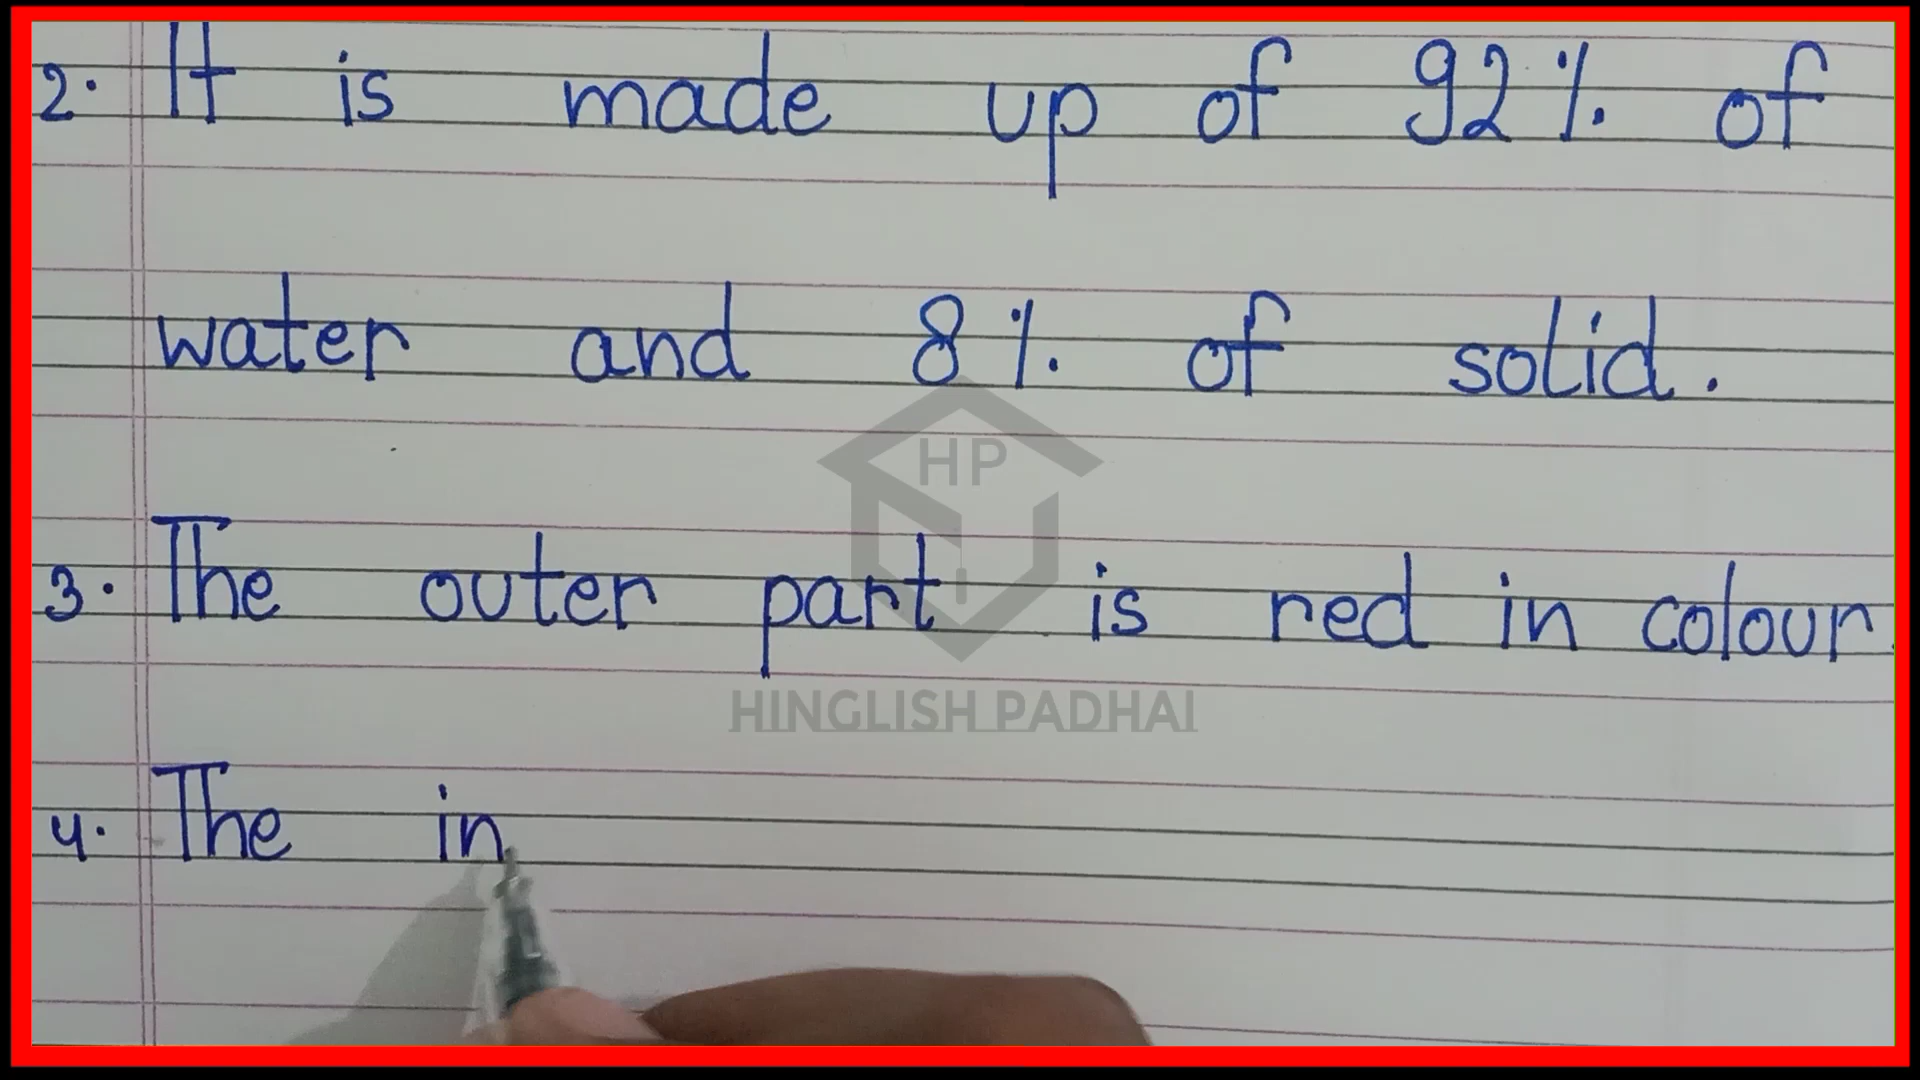 2. It is made up of 92% of
water and 8% of solid.
HP
3. The outer part is red in colour.
HINGLISH PADHAI
4. The in